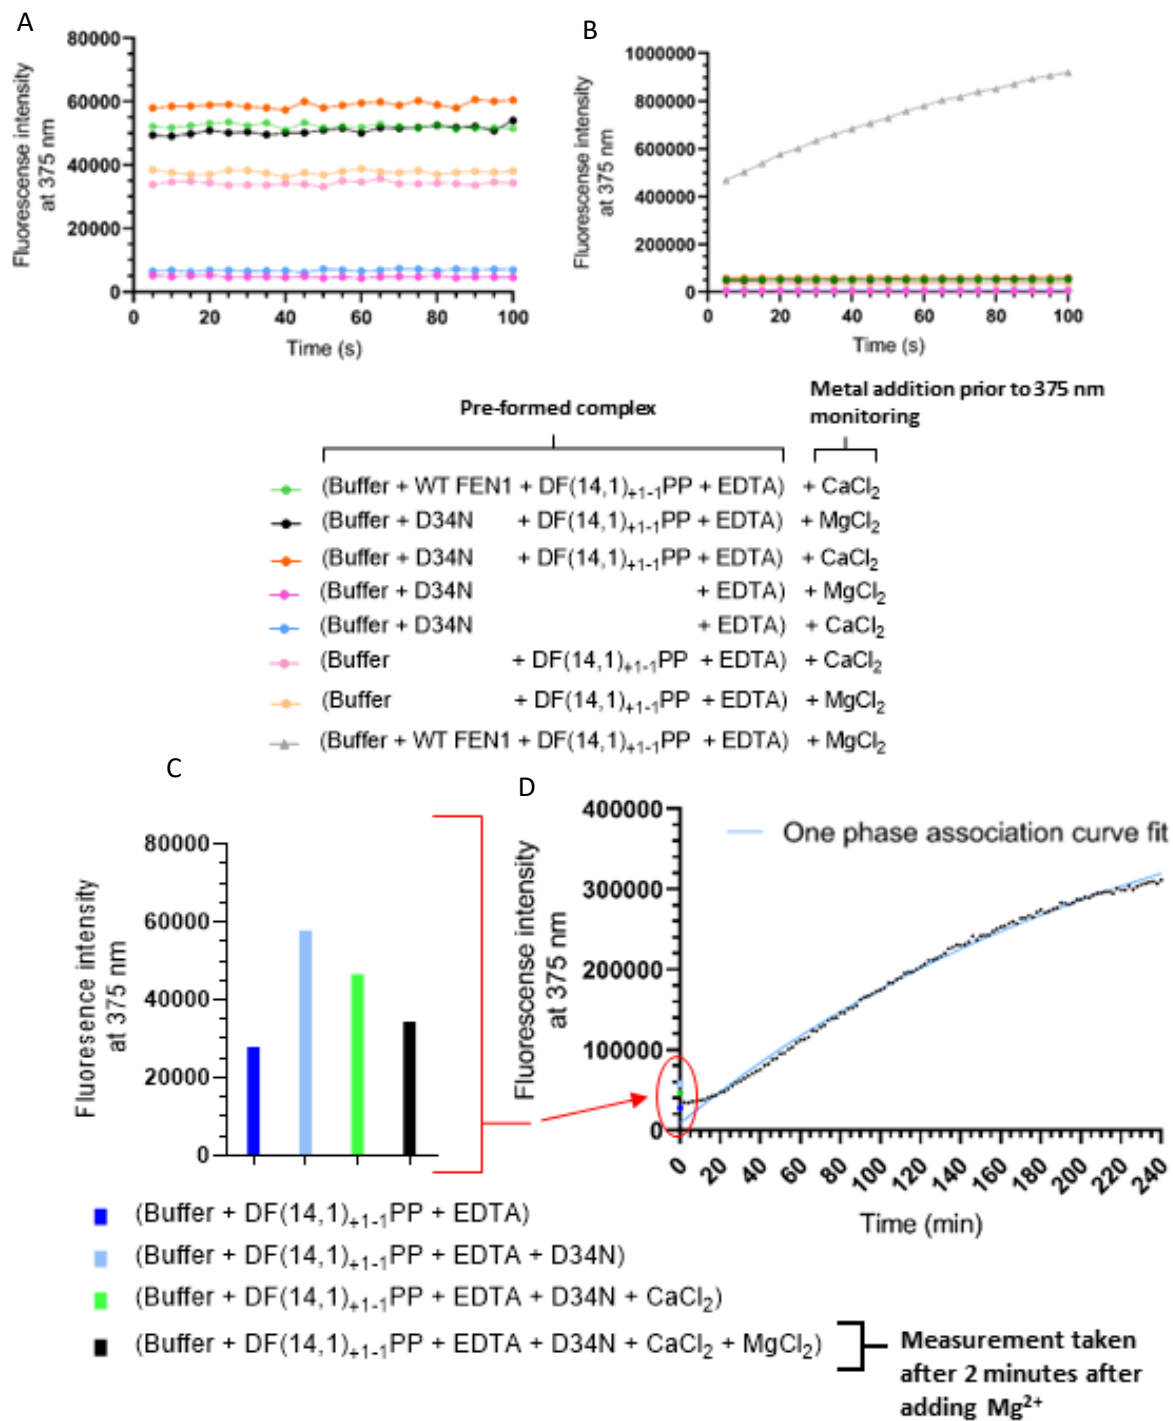 A
B
Fluorescense intensity
at 375 nm
80000
60000
40000
20000
0
0 20 40 60 80 100
Time (s)
Fluorescense intensity
at 375 nm
1000000
800000
600000
400000
200000
0
0 20 40 60 80 100
Time (s)
Pre-formed complex
Metal addition prior to 375 nm
monitoring
(Buffer + WT FEN1 + DF(14,1)+1-1PP + EDTA) + CaCl2
(Buffer + D34N + DF(14,1)+1-1PP + EDTA) + MgCl2
(Buffer + D34N + DF(14,1)+1-1PP + EDTA) + CaCl2
(Buffer + D34N + EDTA) + MgCl2
(Buffer + D34N + EDTA) + CaCl2
(Buffer + DF(14,1)+1-1PP + EDTA) + CaCl2
(Buffer + DF(14,1)+1-1PP + EDTA) + MgCl2
(Buffer + WT FEN1 + DF(14,1)+1-1PP + EDTA) + MgCl2
C
D
Fluoresence intensity
at 375 nm
80000
60000
40000
20000
0
Fluorescense intensity
at 375 nm
400000
300000
200000
100000
0
One phase association curve fit
0 20 40 60 80 100 120 140 160 180 200 220 240
Time (min)
(Buffer + DF(14,1)+1-1PP + EDTA)
(Buffer + DF(14,1)+1-1PP + EDTA + D34N)
(Buffer + DF(14,1)+1-1PP + EDTA + D34N + CaCl2)
(Buffer + DF(14,1)+1-1PP + EDTA + D34N + CaCl2 + MgCl2)
Measurement taken
after 2 minutes after
adding Mg2+